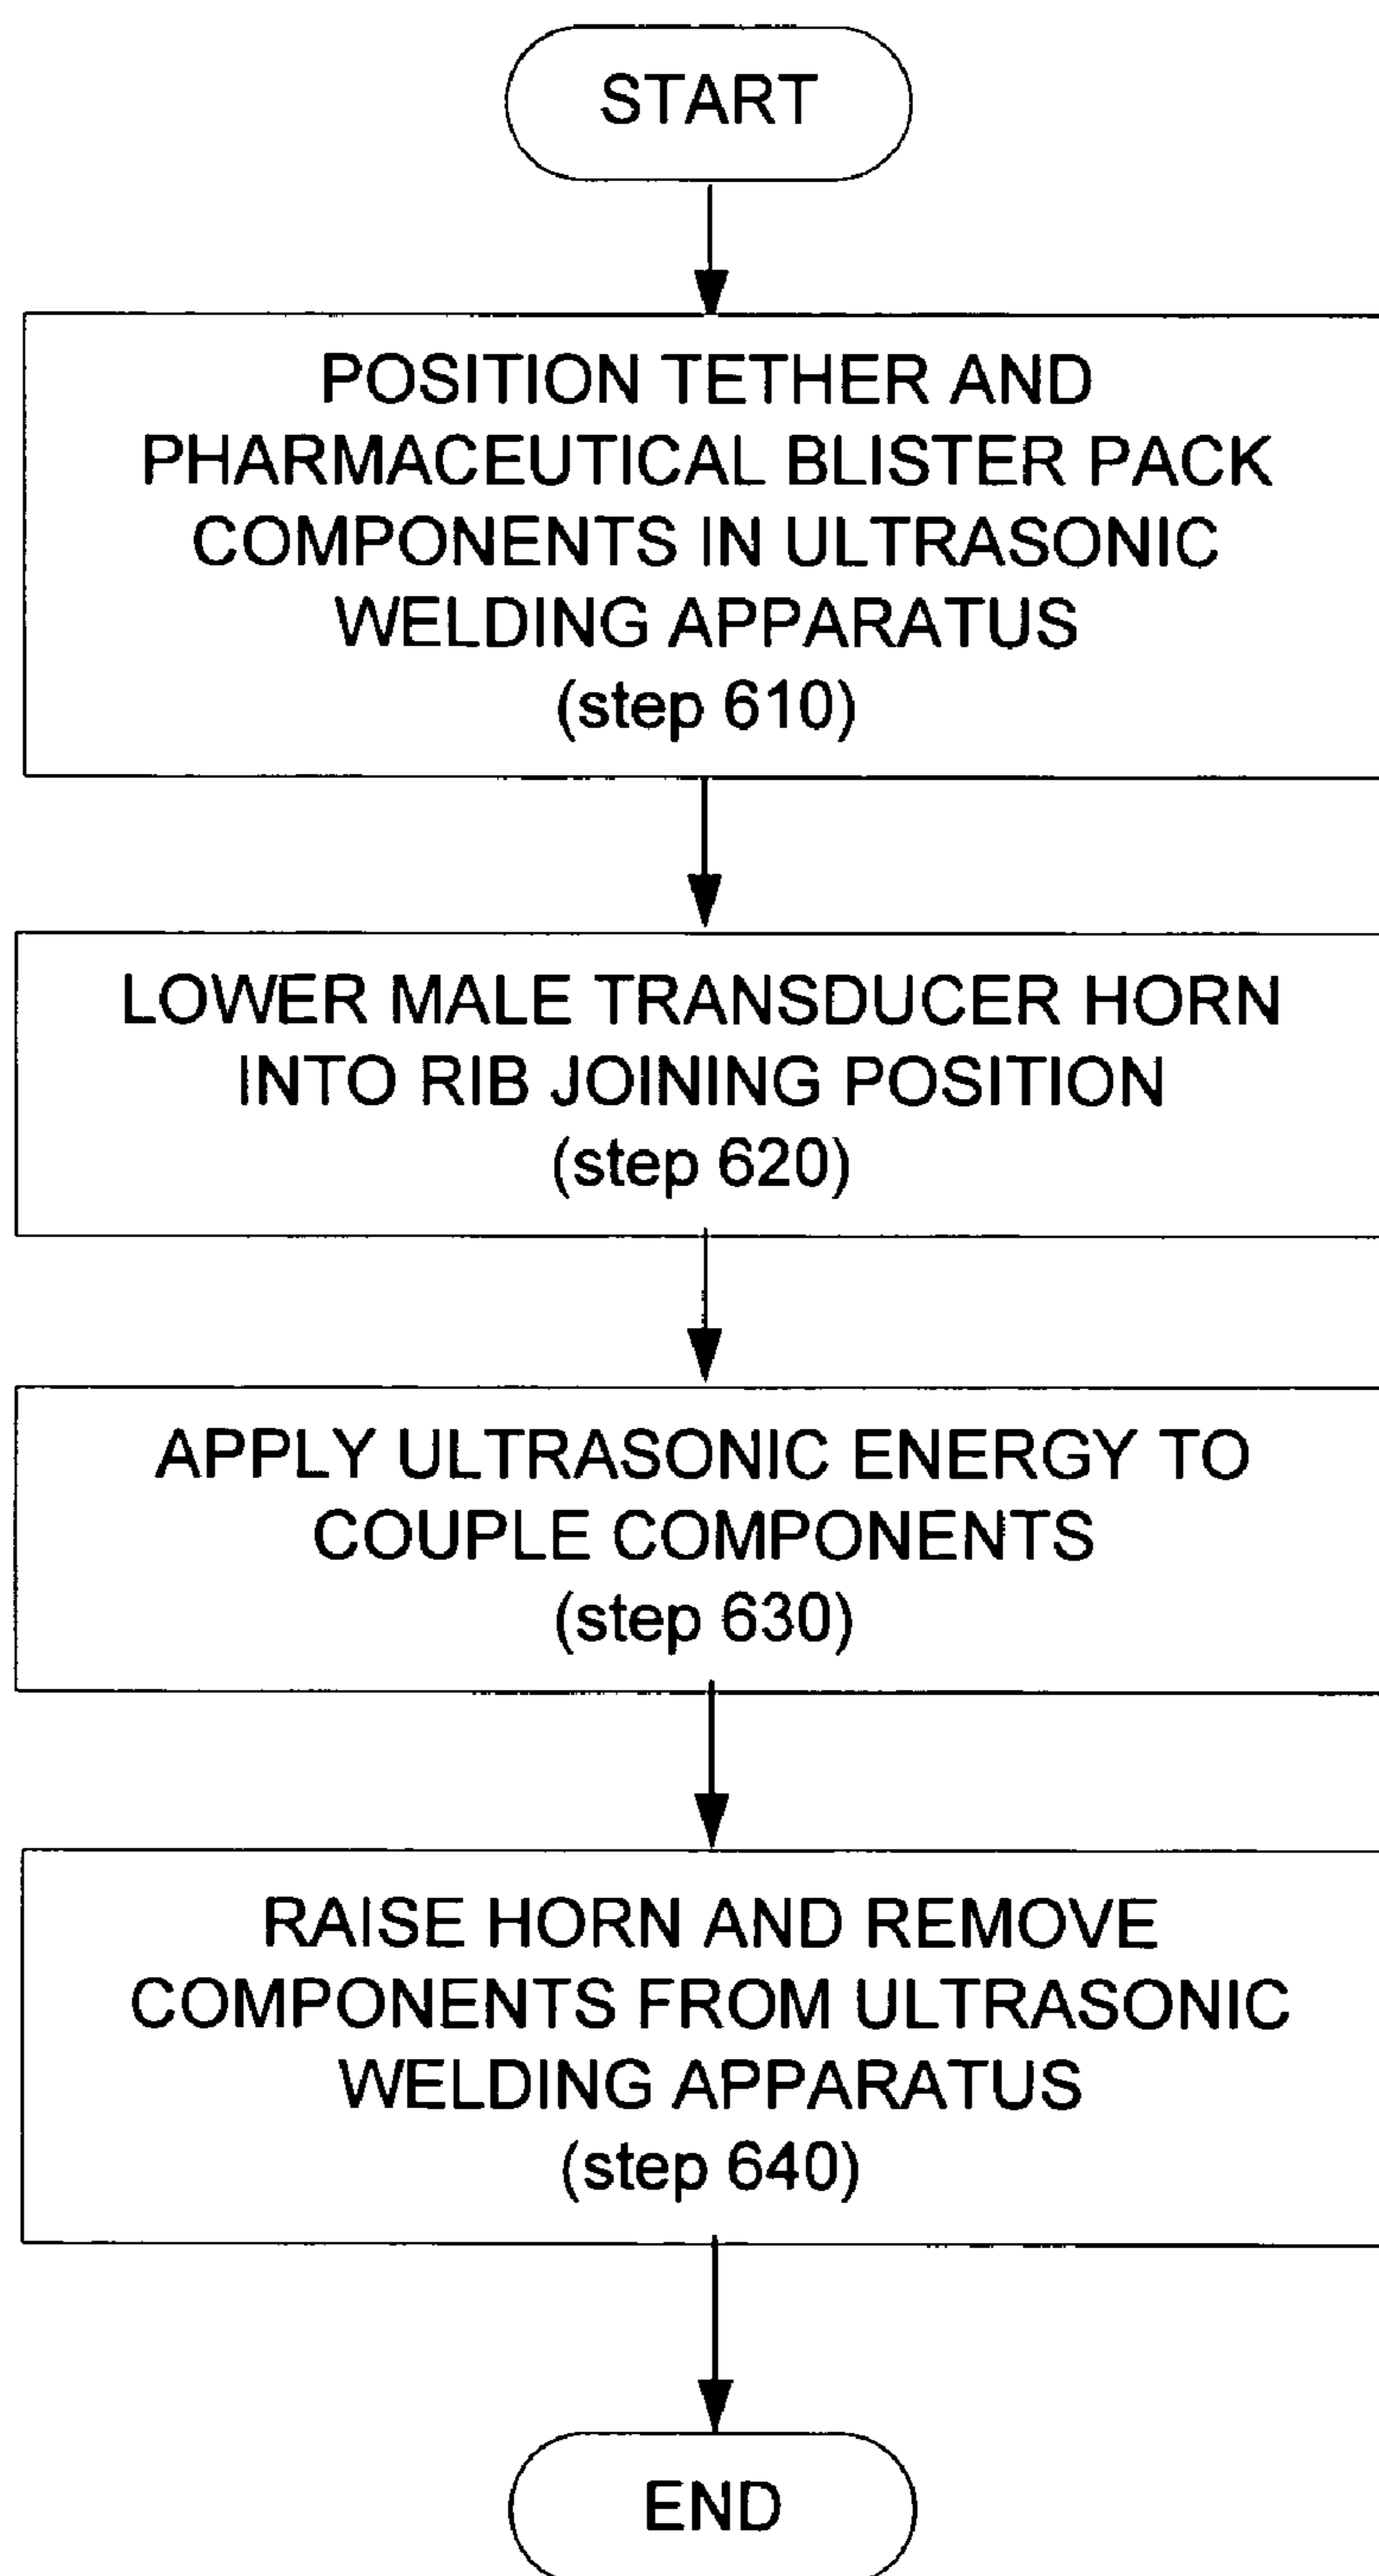 START
POSITION TETHER AND
PHARMACEUTICAL BLISTER PACK
COMPONENTS IN ULTRASONIC
WELDING APPARATUS
(step 610)
LOWER MALE TRANSDUCER HORN
INTO RIB JOINING POSITION
(step 620)
APPLY ULTRASONIC ENERGY TO
COUPLE COMPONENTS
(step 630)
RAISE HORN AND REMOVE
COMPONENTS FROM ULTRASONIC
WELDING APPARATUS
(step 640)
END